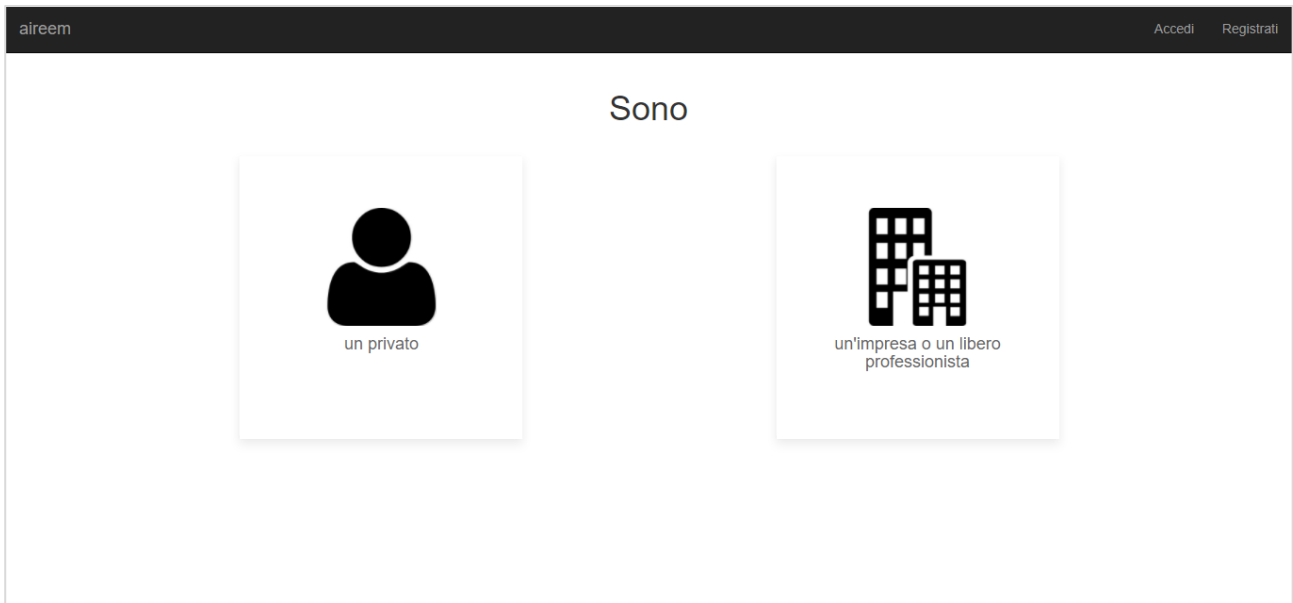 aireem
Accedi
Registrati
Sono
un privato
un'impresa o un libero
professionista